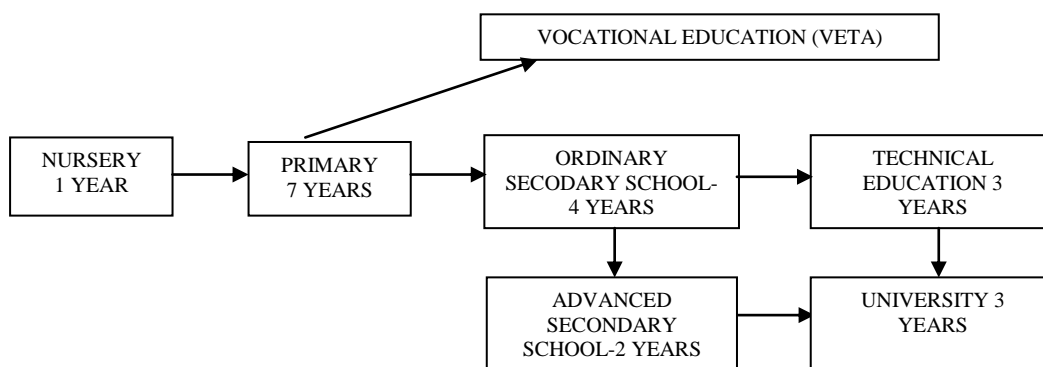 VOCATIONAL EDUCATION (VETA)
NURSERY
1 YEAR
PRIMARY
7 YEARS
ORDINARY
SECODARY SCHOOL-
4 YEARS
TECHNICAL
EDUCATION 3
YEARS
ADVANCED
SECONDARY
SCHOOL-2 YEARS
UNIVERSITY 3
YEARS